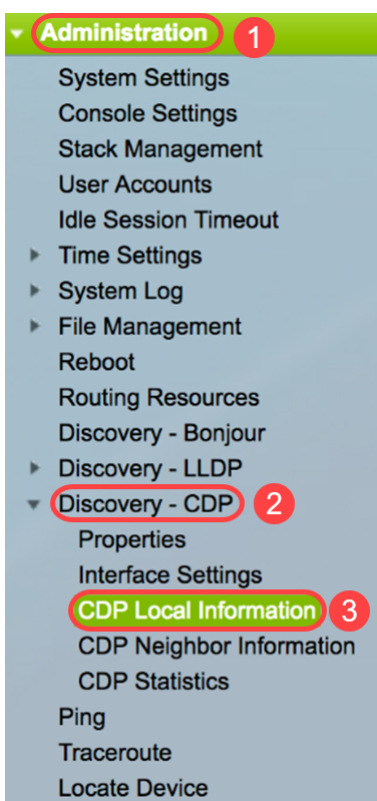 Administration 1
System Settings
Console Settings
Stack Management
User Accounts
Idle Session Timeout
Time Settings
System Log
File Management
Reboot
Routing Resources
Discovery - Bonjour
Discovery - LLDP
Discovery - CDP 2
Properties
Interface Settings
CDP Local Information 3
CDP Neighbor Information
CDP Statistics
Ping
Traceroute
Locate Device